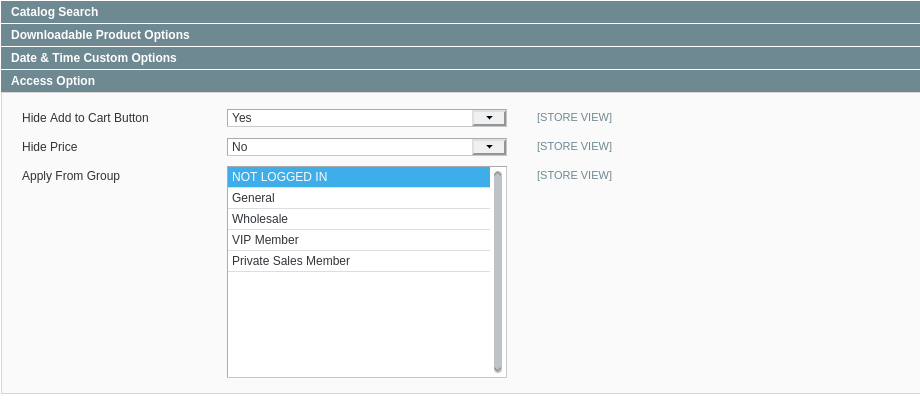 Catalog Search
Downloadable Product Options
Date & Time Custom Options
Access Option
Hide Add to Cart Button Yes [STORE VIEW]
Hide Price No [STORE VIEW]
Apply From Group NOT LOGGED IN [STORE VIEW]
General
Wholesale
VIP Member
Private Sales Member